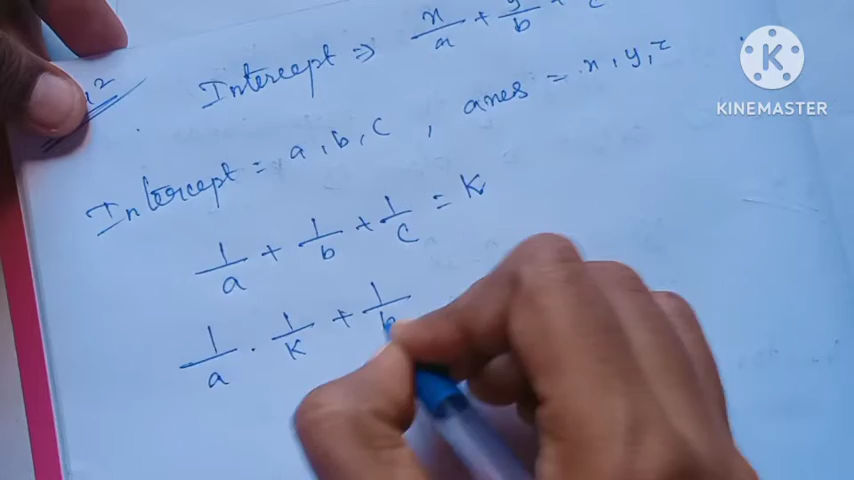 Intercept ⇒ x/a + y/b + c
Intercept = a, b, c , axes = x, y, z
1/a + 1/b + 1/c = K
1/a · 1/K + 1/b
K
KINEMASTER